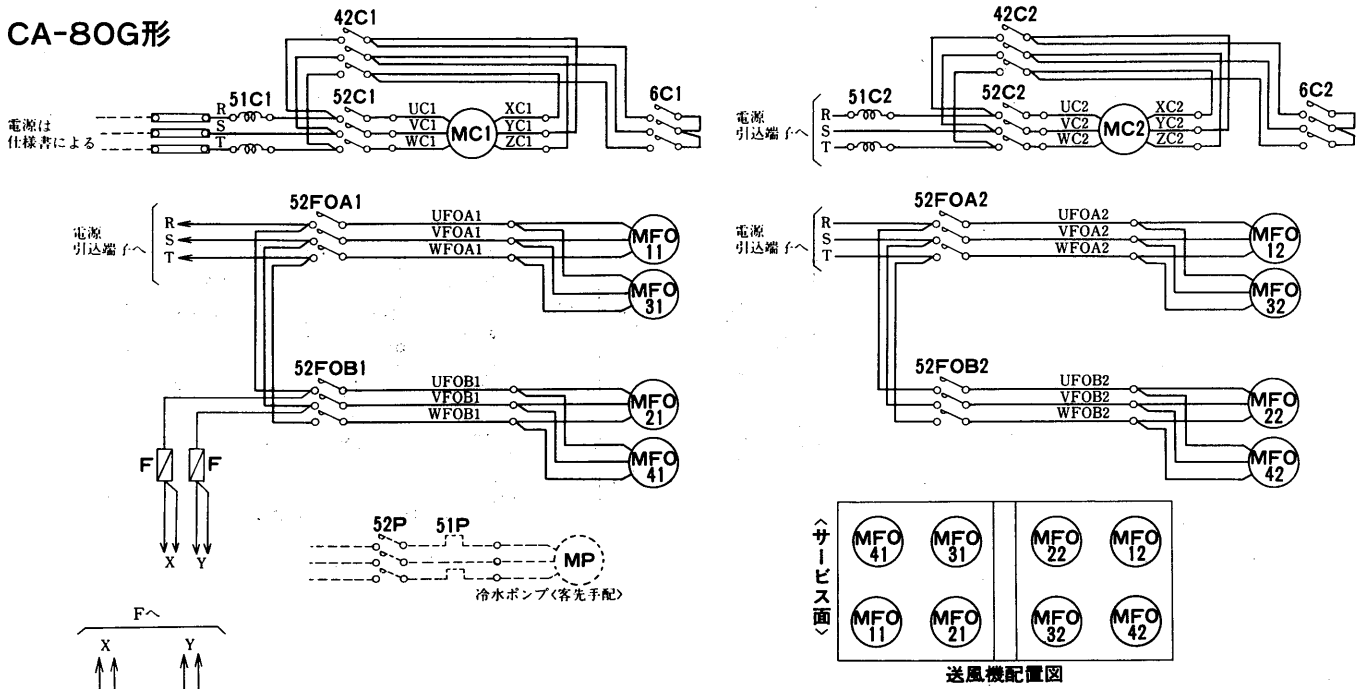 CA-80G形
42C1
電源は
仕様書による
R
S
T
51C1
52C1
UC1
VC1
WC1
MC1
XC1
YC1
ZC1
6C1
42C2
電源
引込端子へ
R
S
T
51C2
52C2
UC2
VC2
WC2
MC2
XC2
YC2
ZC2
6C2
電源
引込端子へ
R
S
T
52FOA1
UFOA1
VFOA1
WFOA1
MFO
11
MFO
31
電源
引込端子へ
R
S
T
52FOA2
UFOA2
VFOA2
WFOA2
MFO
12
MFO
32
52FOB1
UFOB1
VFOB1
WFOB1
MFO
21
MFO
41
52FOB2
UFOB2
VFOB2
WFOB2
MFO
22
MFO
42
F
F
X
Y
52P
51P
MP
冷水ポンプ<客先手配>
Fへ
X
Y
<サービス面>
MFO
41
MFO
31
MFO
22
MFO
12
MFO
11
MFO
21
MFO
32
MFO
42
送風機配置図